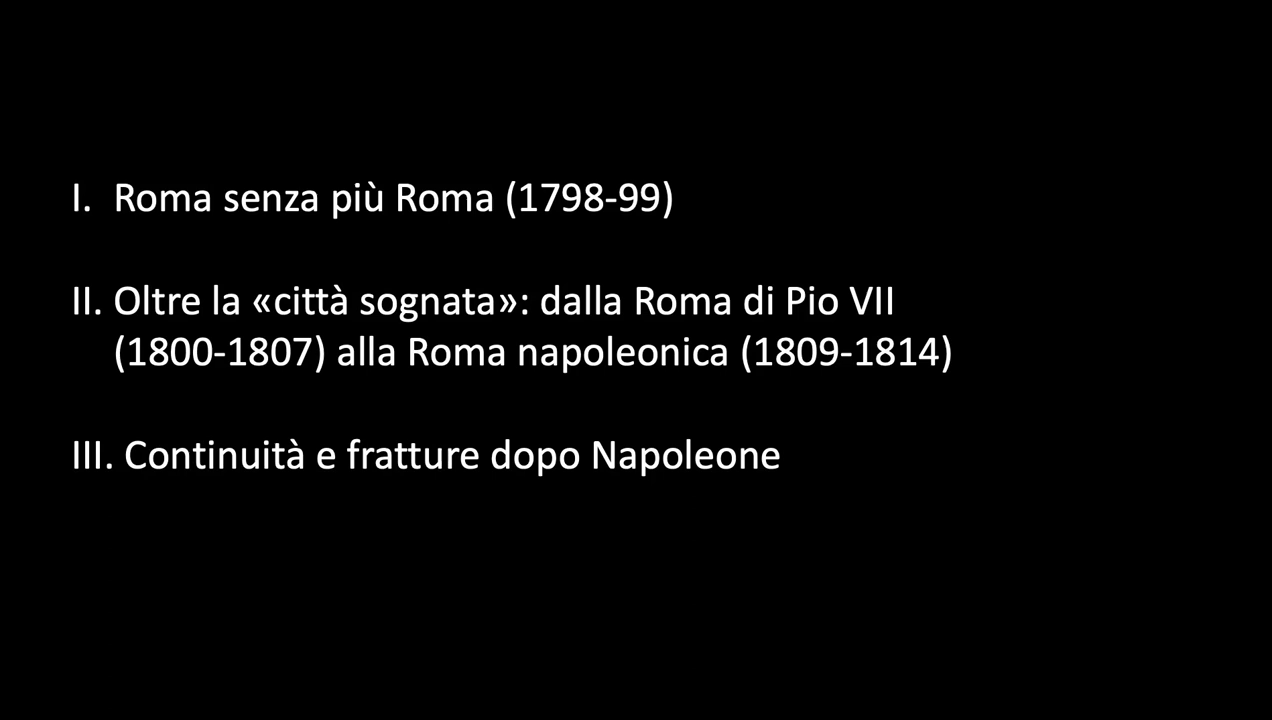 I. Roma senza più Roma (1798-99)
II. Oltre la «città sognata»: dalla Roma di Pio VII
(1800-1807) alla Roma napoleonica (1809-1814)
III. Continuità e fratture dopo Napoleone